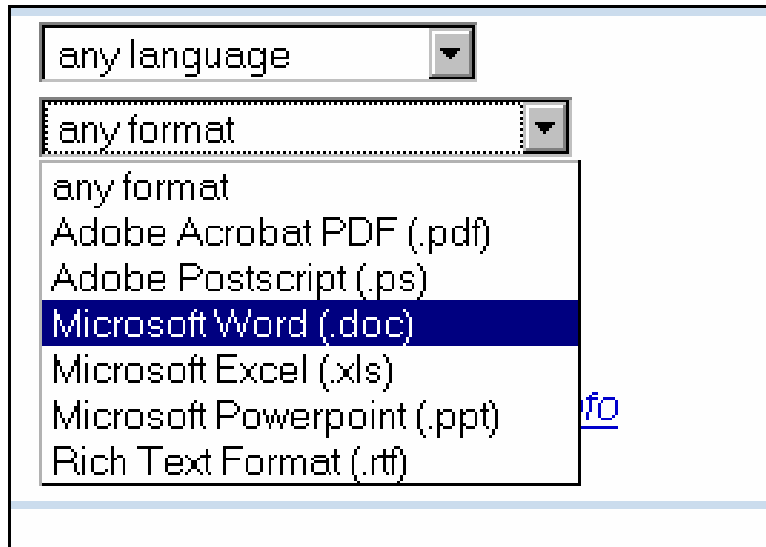 any language
any format
any format
Adobe Acrobat PDF (.pdf)
Adobe Postscript (.ps)
Microsoft Word (.doc)
Microsoft Excel (.xls)
Microsoft Powerpoint (.ppt)
Rich Text Format (.rtf)